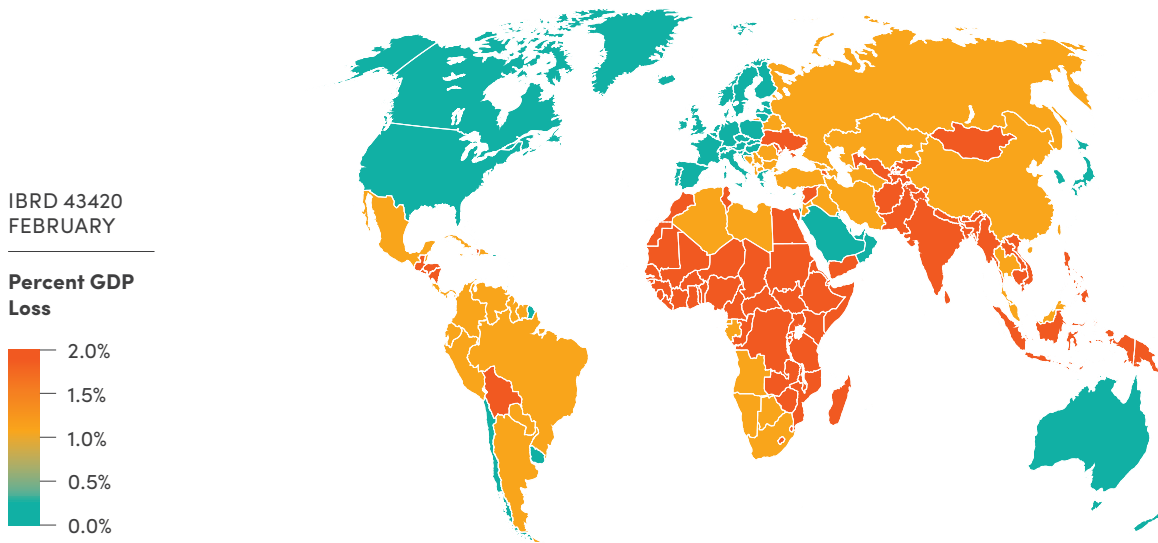 IBRD 43420
FEBRUARY
Percent GDP
Loss
2.0%
1.5%
1.0%
0.5%
0.0%